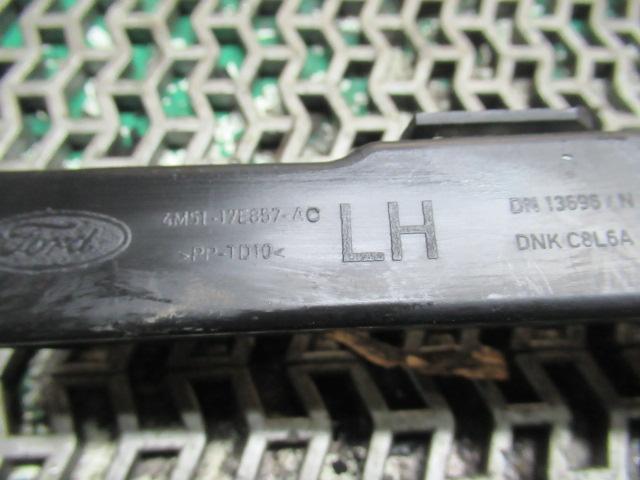 Ford
4M51-17E857-AC
>PP-TD10<
LH
DN 13696 / N
DNK C8L6A